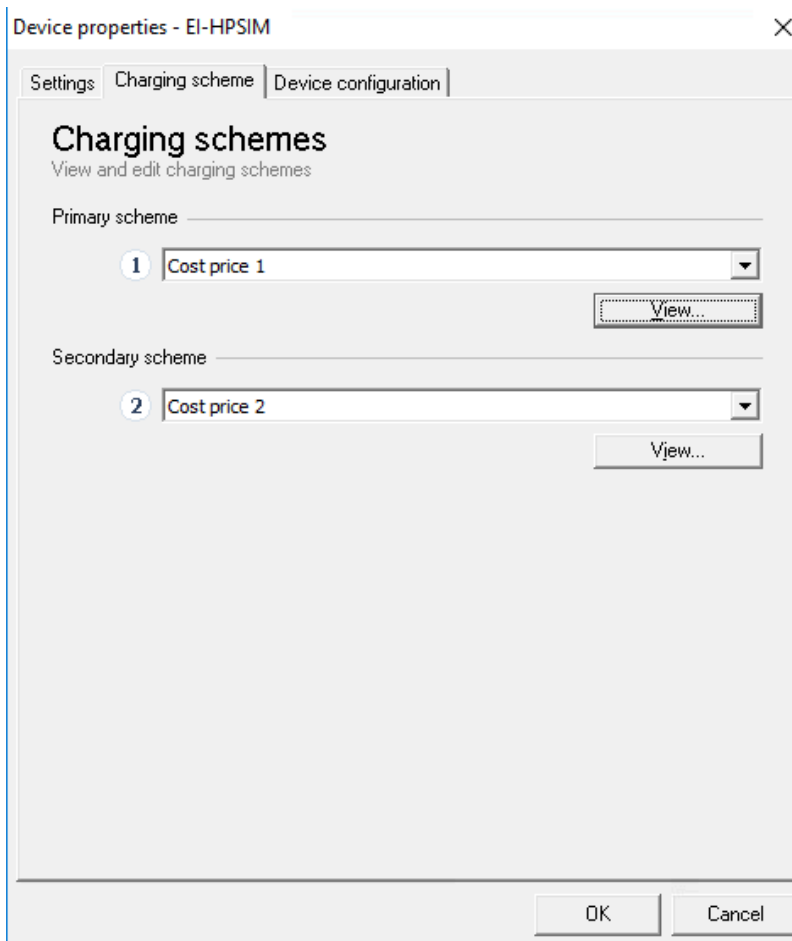 Device properties - EI-HPSIM
Settings Charging scheme Device configuration
Charging schemes
View and edit charging schemes
Primary scheme
1 Cost price 1
View...
Secondary scheme
2 Cost price 2
View...
OK Cancel